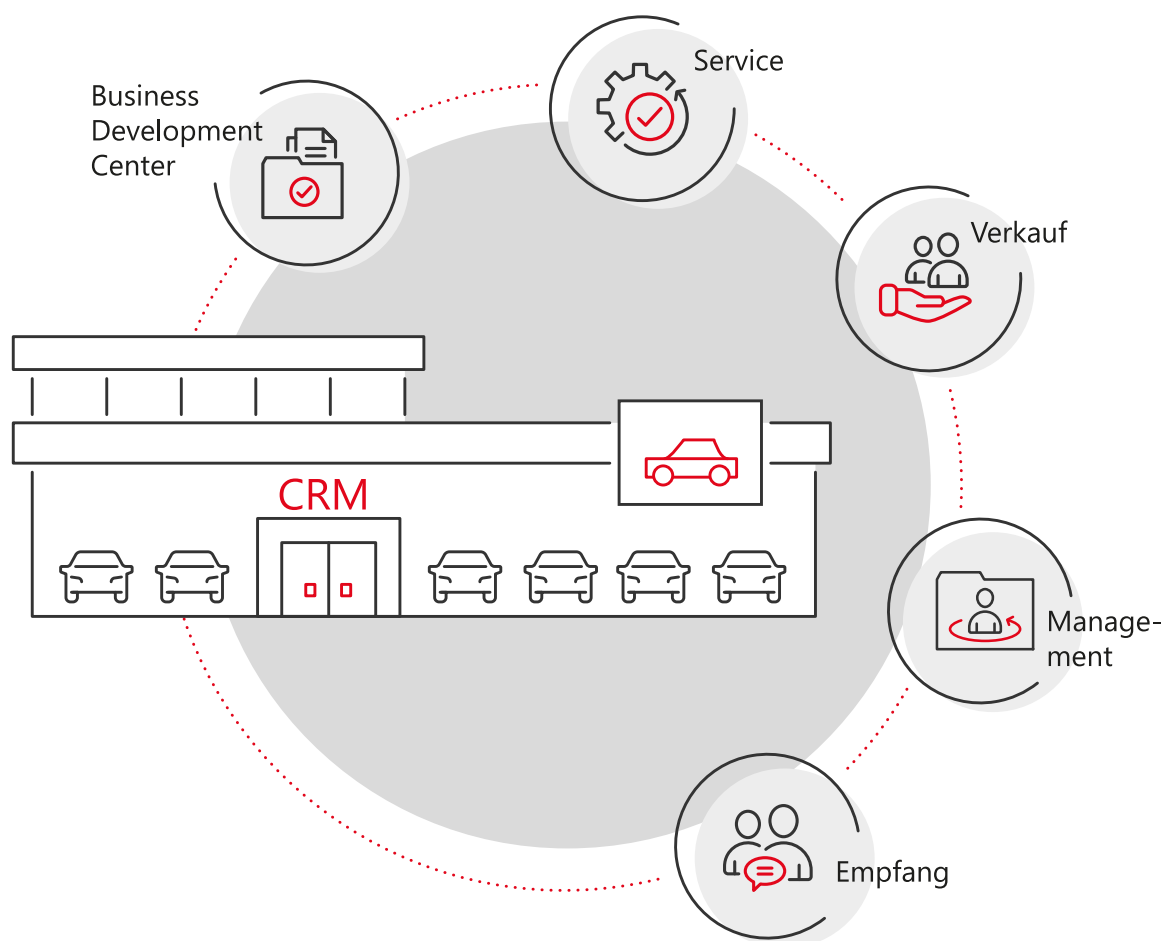 Service
Business
Development
Center
Verkauf
CRM
Manage-
ment
Empfang